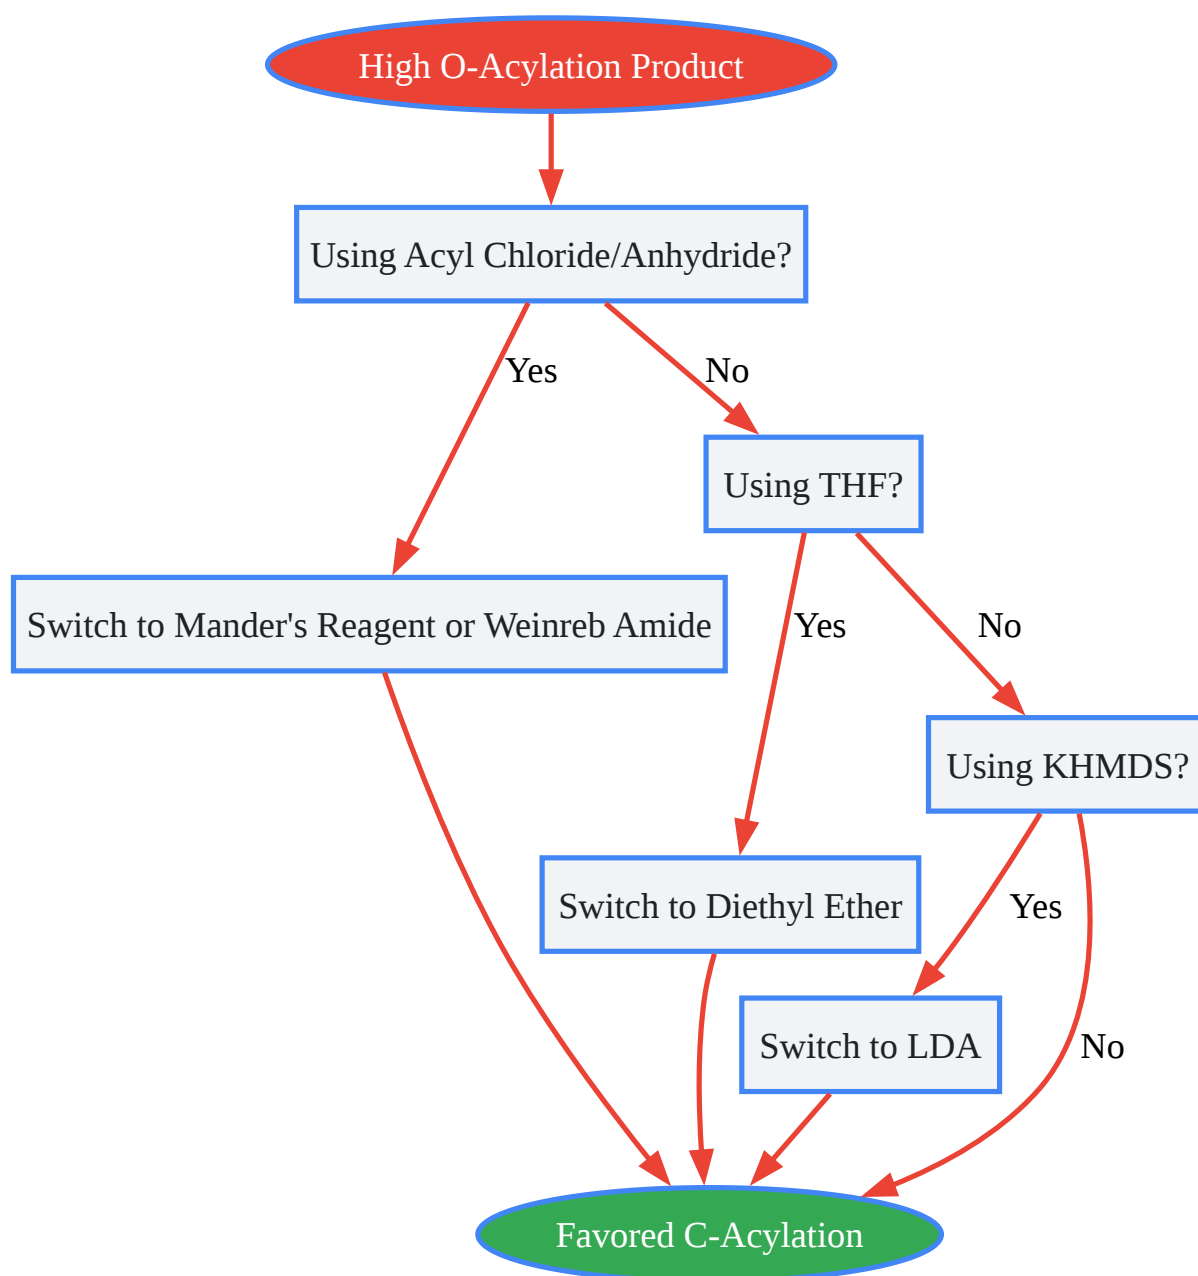 High O-Acylation Product
Using Acyl Chloride/Anhydride?
Yes
No
Using THF?
Switch to Mander's Reagent or Weinreb Amide
Yes
No
Using KHMDS?
Switch to Diethyl Ether
Yes
Switch to LDA
No
Favored C-Acylation